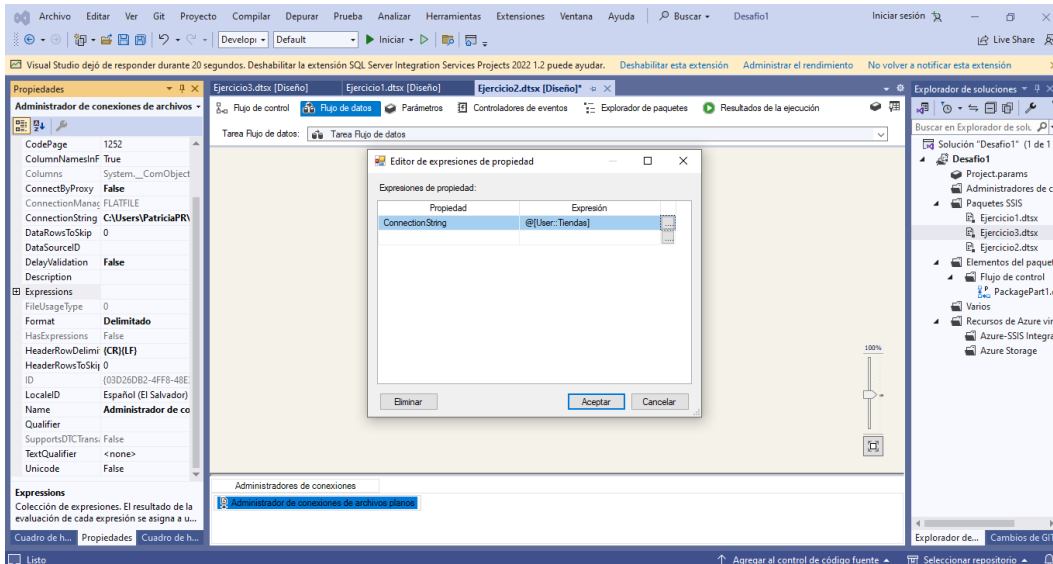 Archivo Editar Ver Git Proyecto Compilar Depurar Prueba Analizar Herramientas Extensiones Ventana Ayuda Buscar Desafio1 Iniciar sesión
Developi Default Iniciar Live Share
Visual Studio dejó de responder durante 20 segundos. Deshabilitar la extensión SQL Server Integration Services Projects 2022 1.2 puede ayudar. Deshabilitar esta extensión Administrar el rendimiento No volver a notificar esta extensión
Propiedades
Administrador de conexiones de archivos
CodePage 1252
ColumnNamesInF True
Columns System.__ComObject
ConnectByProxy False
ConnectionManag FLATFILE
ConnectionString C:\Users\PatriciaPR\
DataRowsToSkip 0
DataSourceID
DelayValidation False
Description
Expressions
FileUsageType 0
Format Delimitado
HasExpressions False
HeaderRowDelimi {CR}{LF}
HeaderRowsToSkip 0
ID {03D26DB2-4FF8-48E
LocaleID Español (El Salvador)
Name Administrador de co
Qualifier
SupportsDTCTrans False
TextQualifier <none>
Unicode False
Expressions
Colección de expresiones. El resultado de la
evaluación de cada expresión se asigna a u...
Cuadro de h... Propiedades Cuadro de h...
Ejercicio3.dtsx [Diseño] Ejercicio1.dtsx [Diseño] Ejercicio2.dtsx [Diseño]*
Flujo de control Flujo de datos Parámetros Controladores de eventos Explorador de paquetes Resultados de la ejecución
Tarea Flujo de datos: Tarea Flujo de datos
Editor de expresiones de propiedad
Expresiones de propiedad:
Propiedad Expresión
ConnectionString @[User::Tiendas] ...
...
Eliminar Aceptar Cancelar
100%
Administradores de conexiones
Administrador de conexiones de archivos planos
Explorador de soluciones
Buscar en Explorador de solu
Solución "Desafio1" (1 de 1
Desafio1
Project.params
Administradores de c
Paquetes SSIS
Ejercicio1.dtsx
Ejercicio3.dtsx
Ejercicio2.dtsx
Elementos del paquet
Flujo de control
PackagePart1.
Varios
Recursos de Azure vir
Azure-SSIS Integra
Azure Storage
Explorador de... Cambios de GIT
Listo Agregar al control de código fuente Seleccionar repositorio